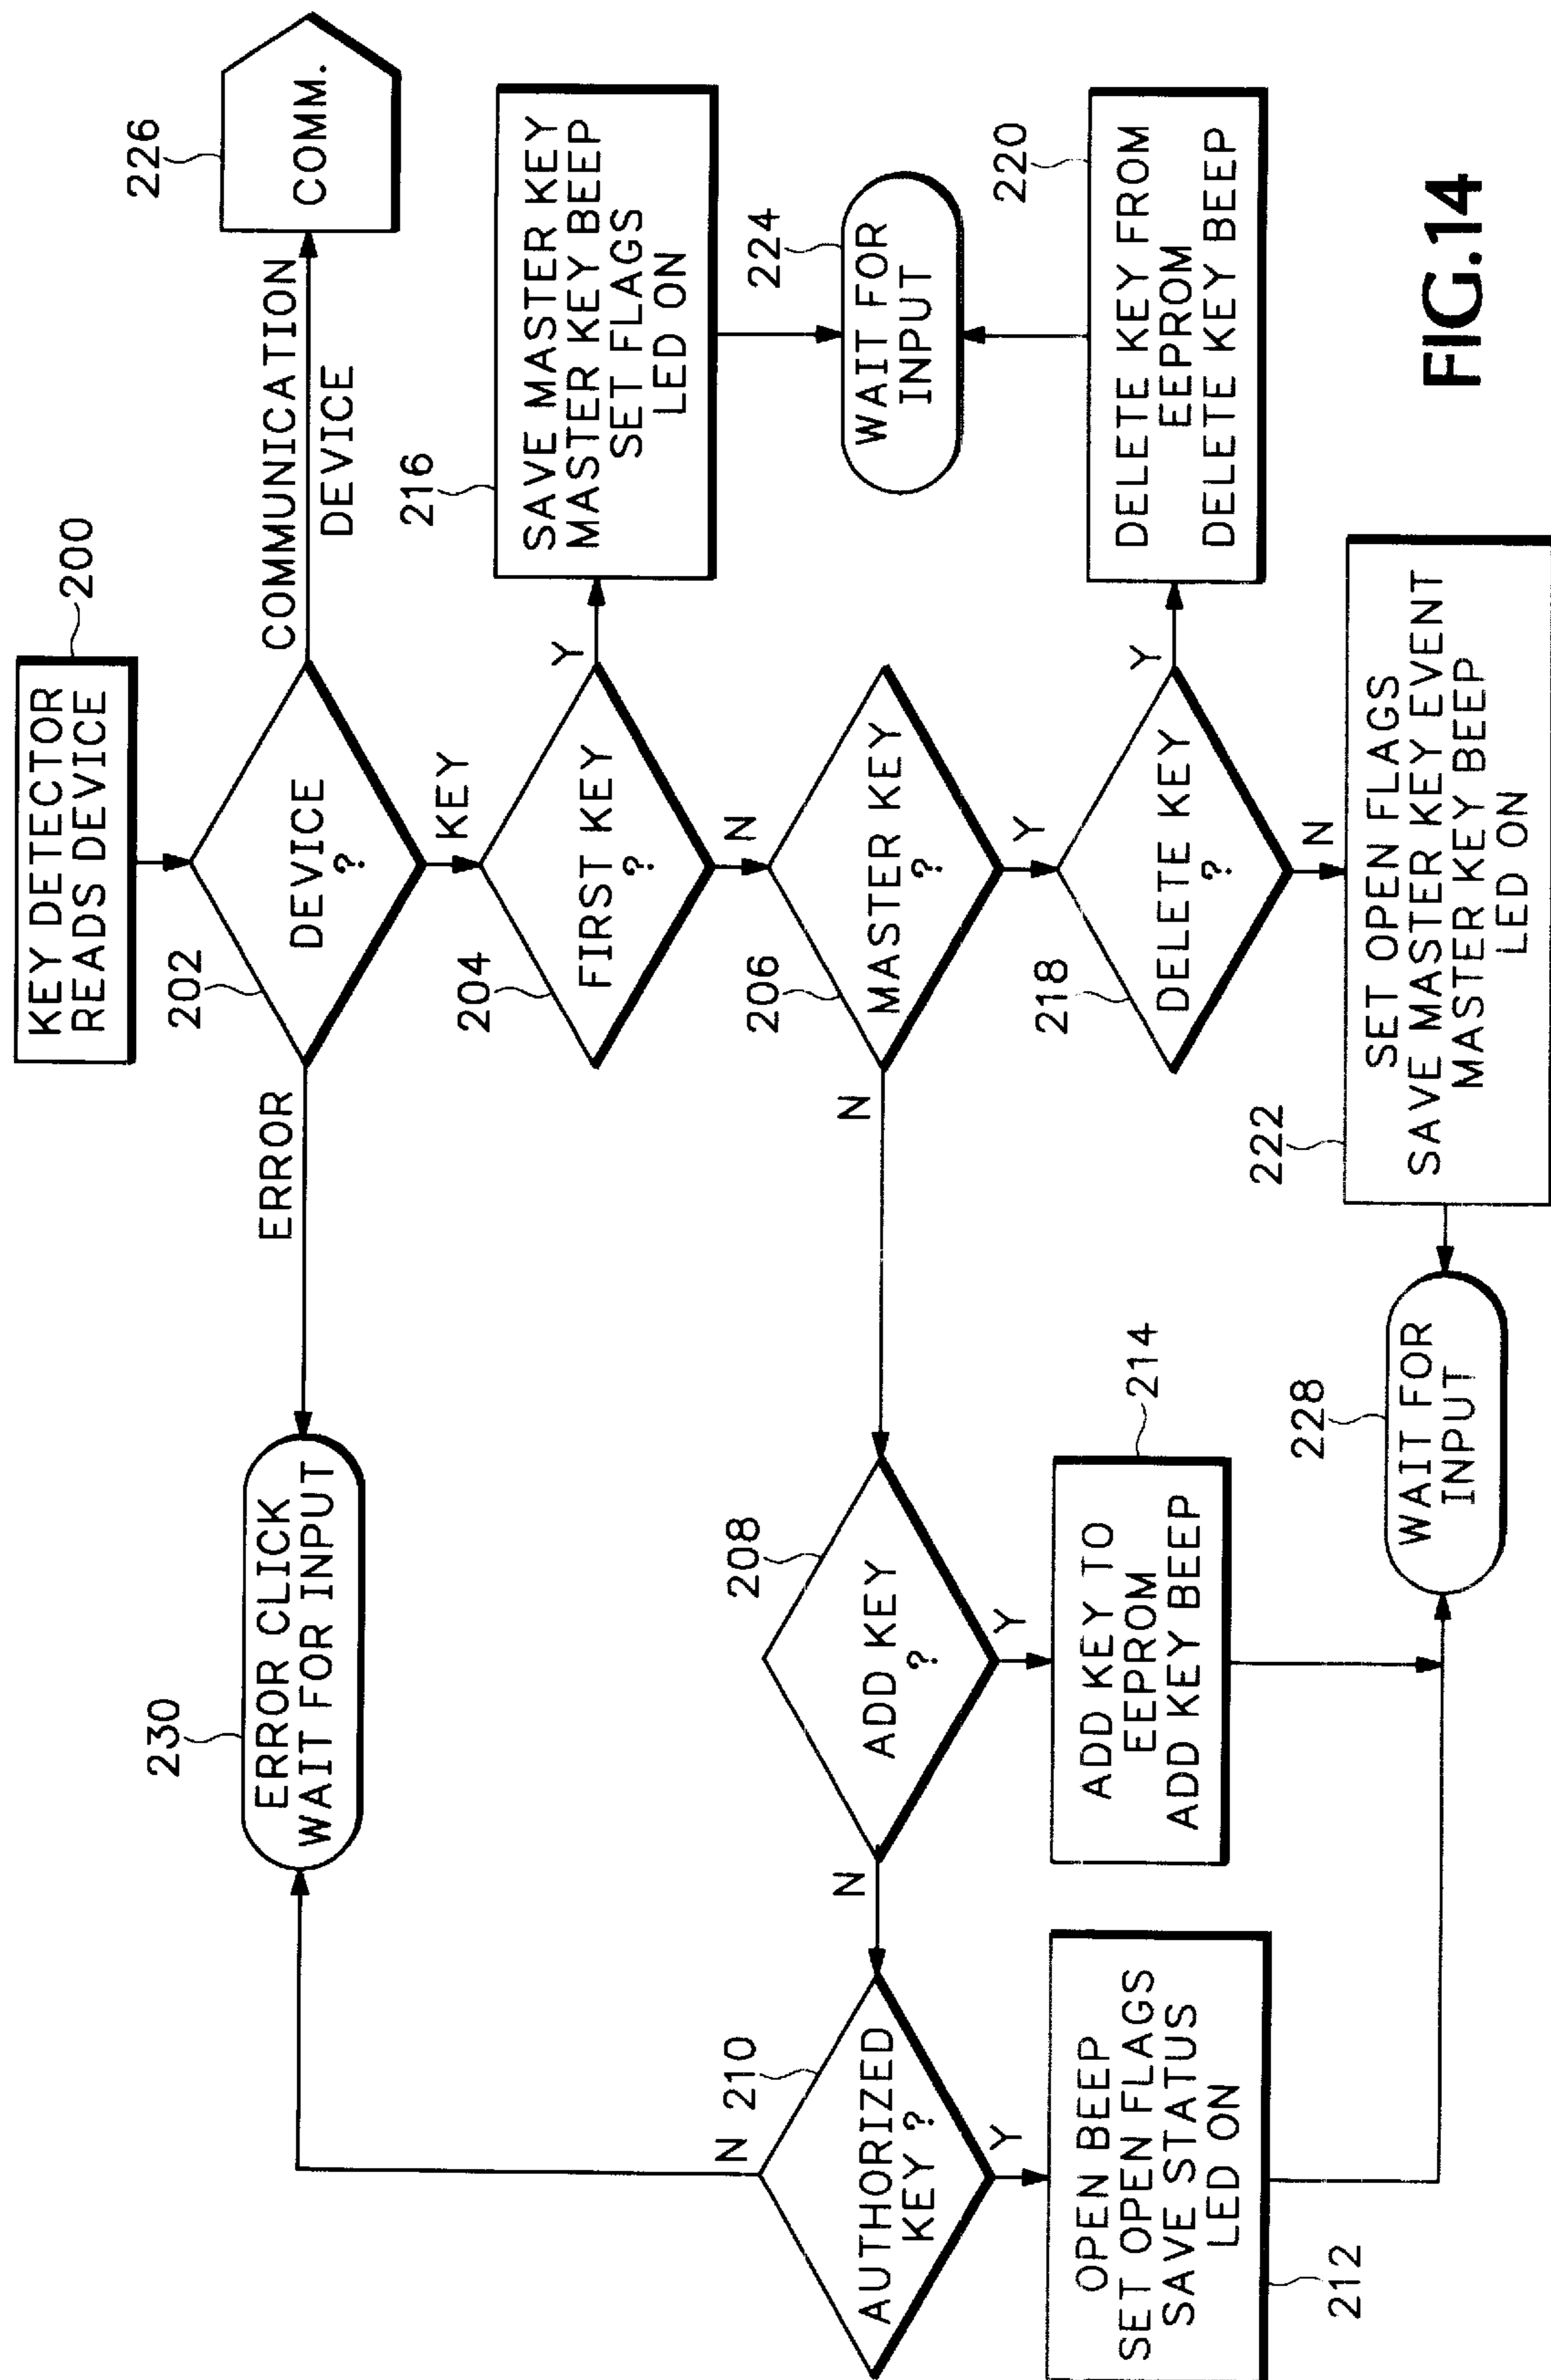 200
KEY DETECTOR
READS DEVICE
202
DEVICE
?
COMMUNICATION
DEVICE
226
COMM.
ERROR
230
ERROR CLICK
WAIT FOR INPUT
KEY
204
FIRST KEY
?
Y
216
SAVE MASTER KEY
MASTER KEY BEEP
SET FLAGS
LED ON
N
206
MASTER KEY
?
224
WAIT FOR
INPUT
N
208
ADD KEY
?
N
210
AUTHORIZED
KEY ?
N
Y
218
DELETE KEY
?
Y
220
DELETE KEY FROM
EEPROM
DELETE KEY BEEP
Y
214
ADD KEY TO
EEPROM
ADD KEY BEEP
Y
212
OPEN BEEP
SET OPEN FLAGS
SAVE STATUS
LED ON
N
222
SET OPEN FLAGS
SAVE MASTER KEY EVENT
MASTER KEY BEEP
LED ON
228
WAIT FOR
INPUT
FIG.14